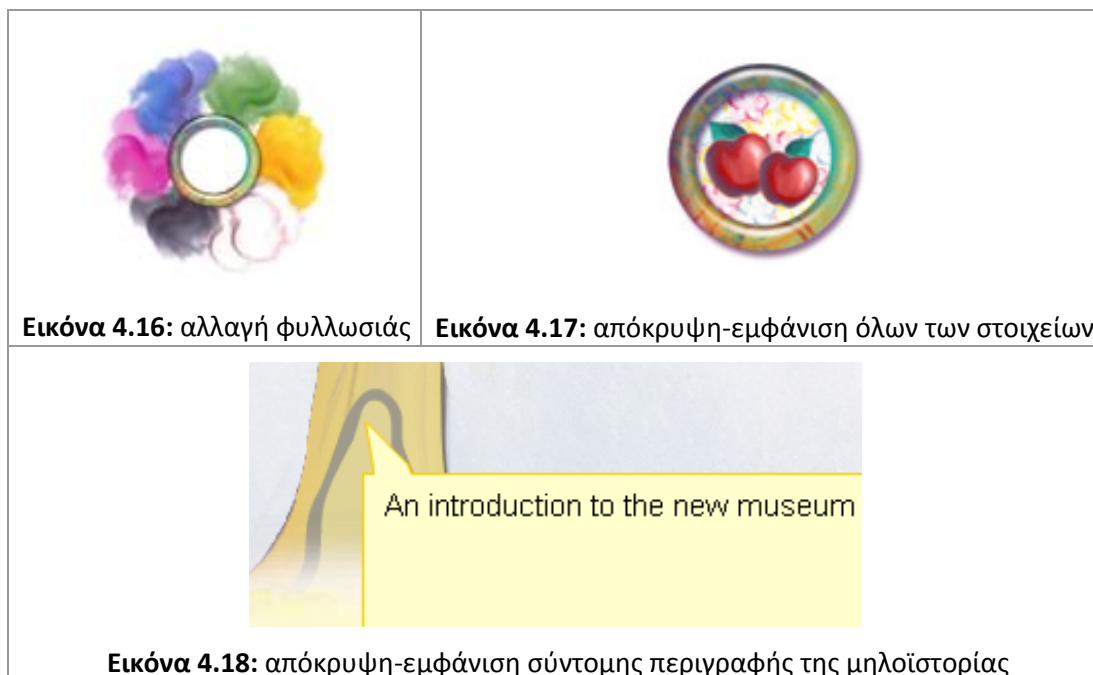 Εικόνα 4.16: αλλαγή φυλλωσιάς
Εικόνα 4.17: απόκρυψη-εμφάνιση όλων των στοιχείων
An introduction to the new museum
Εικόνα 4.18: απόκρυψη-εμφάνιση σύντομης περιγραφής της μηλοϊστορίας